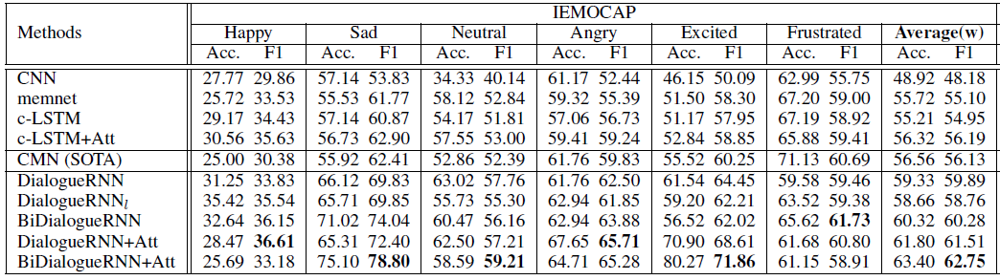 IEMOCAP
Methods Happy Sad Neutral Angry Excited Frustrated Average(w)
Acc. F1 Acc. F1 Acc. F1 Acc. F1 Acc. F1 Acc. F1 Acc. F1
CNN 27.77 29.86 57.14 53.83 34.33 40.14 61.17 52.44 46.15 50.09 62.99 55.75 48.92 48.18
memnet 25.72 33.53 55.53 61.77 58.12 52.84 59.32 55.39 51.50 58.30 67.20 59.00 55.72 55.10
c-LSTM 29.17 34.43 57.14 60.87 54.17 51.81 57.06 56.73 51.17 57.95 67.19 58.92 55.21 54.95
c-LSTM+Att 30.56 35.63 56.73 62.90 57.55 53.00 59.41 59.24 52.84 58.85 65.88 59.41 56.32 56.19
CMN (SOTA) 25.00 30.38 55.92 62.41 52.86 52.39 61.76 59.83 55.52 60.25 71.13 60.69 56.56 56.13
DialogueRNN 31.25 33.83 66.12 69.83 63.02 57.76 61.76 62.50 61.54 64.45 59.58 59.46 59.33 59.89
DialogueRNNl 35.42 35.54 65.71 69.85 55.73 55.30 62.94 61.85 59.20 62.21 63.52 59.38 58.66 58.76
BiDialogueRNN 32.64 36.15 71.02 74.04 60.47 56.16 62.94 63.88 56.52 62.02 65.62 61.73 60.32 60.28
DialogueRNN+Att 28.47 36.61 65.31 72.40 62.50 57.21 67.65 65.71 70.90 68.61 61.68 60.80 61.80 61.51
BiDialogueRNN+Att 25.69 33.18 75.10 78.80 58.59 59.21 64.71 65.28 80.27 71.86 61.15 58.91 63.40 62.75